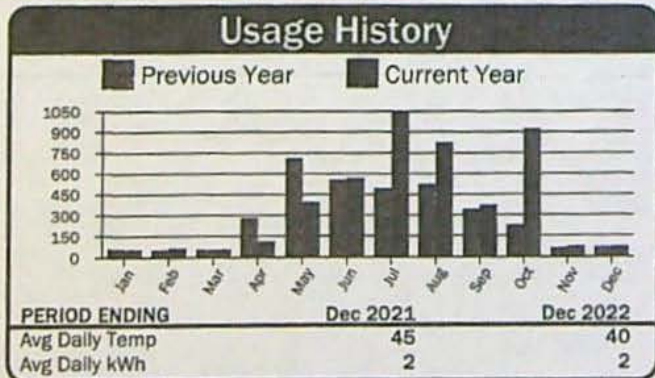 Usage History
Previous Year Current Year
1050
900
750
600
450
300
150
0
Jan Feb Mar Apr May Jun Jul Aug Sep Oct Nov Dec
PERIOD ENDING Dec 2021 Dec 2022
Avg Daily Temp 45 40
Avg Daily kWh 2 2